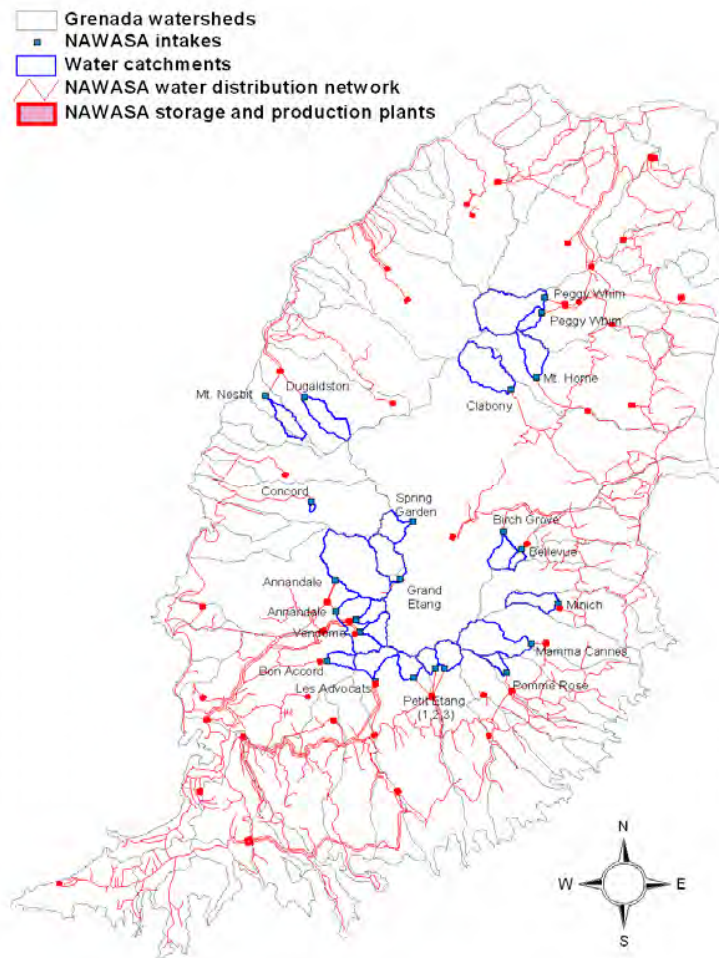 Grenada watersheds
NAWASA intakes
Water catchments
NAWASA water distribution network
NAWASA storage and production plants
Peggy Whim
Peggy Whim
Mt. Nesbit
Dugaldston
Mt. Horne
Clabony
Concord
Spring
Garden
Birch Grove
Bellevue
Annandale
Grand
Etang
Annandale
Minich
Vendome
Mamma Cannes
Bon Accord
Les Advocats
Pomme Rose
Petit Etang
(1,2,3)
N
W
E
S